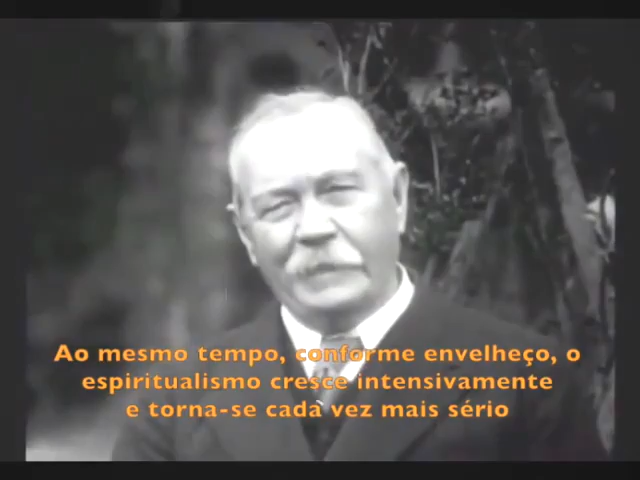 Ao mesmo tempo, conforme envelheço, o
espiritualismo cresce intensivamente
e torna-se cada vez mais sério